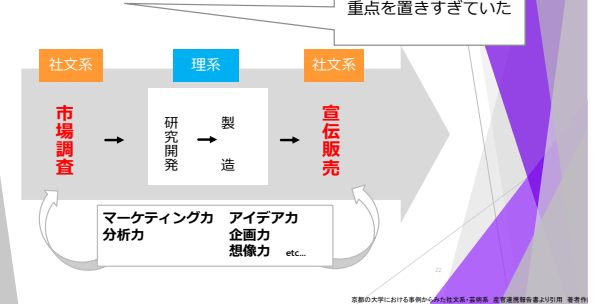 重点を置きすぎていた
社文系
理系
社文系
市場調査
→
研究開発
→
製造
→
宣伝販売
マーケティング力 アイデア力
分析力 企画力
想像力 etc...
22
京都の大学における事例からみた社文系・芸術系 産官連携報告書より引用 著者作